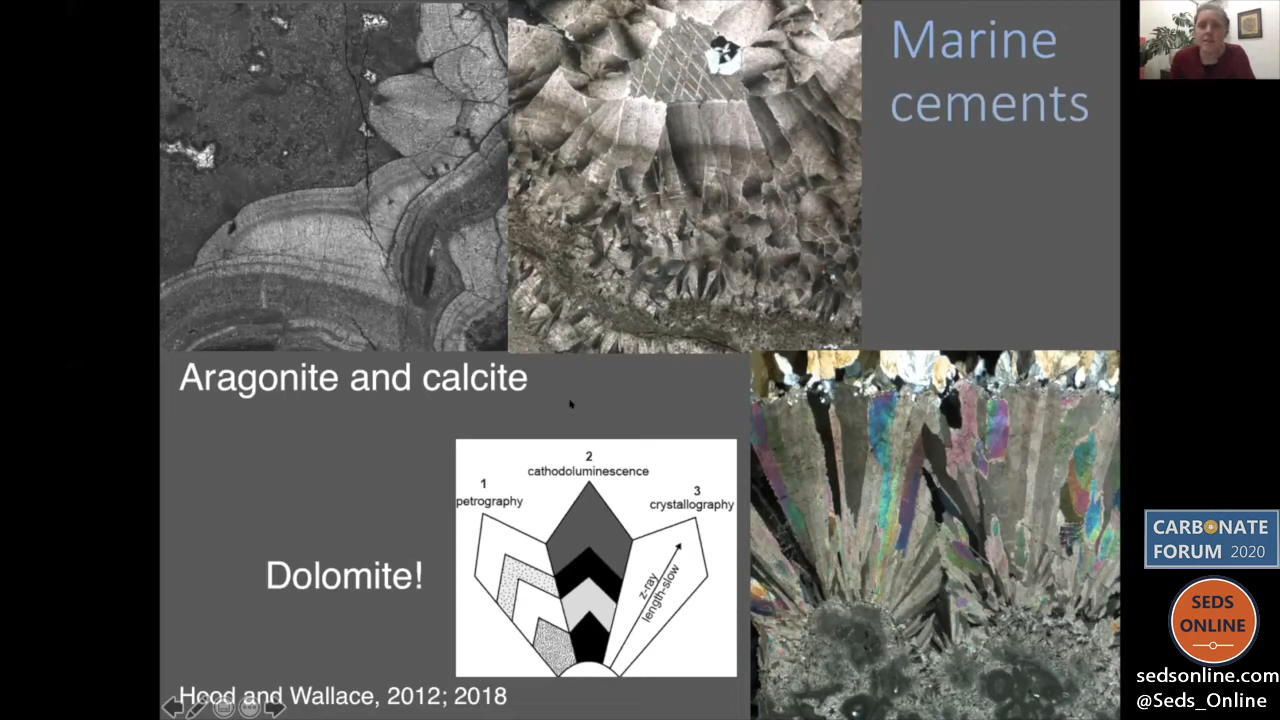 Marine
cements
Aragonite and calcite
2
cathodoluminescence
1
petrography
3
crystallography
z-ray
length-slow
Dolomite!
Hood and Wallace, 2012; 2018
CARBONATE
FORUM 2020
SEDS
ONLINE
sedsonline.com
@Seds_Online